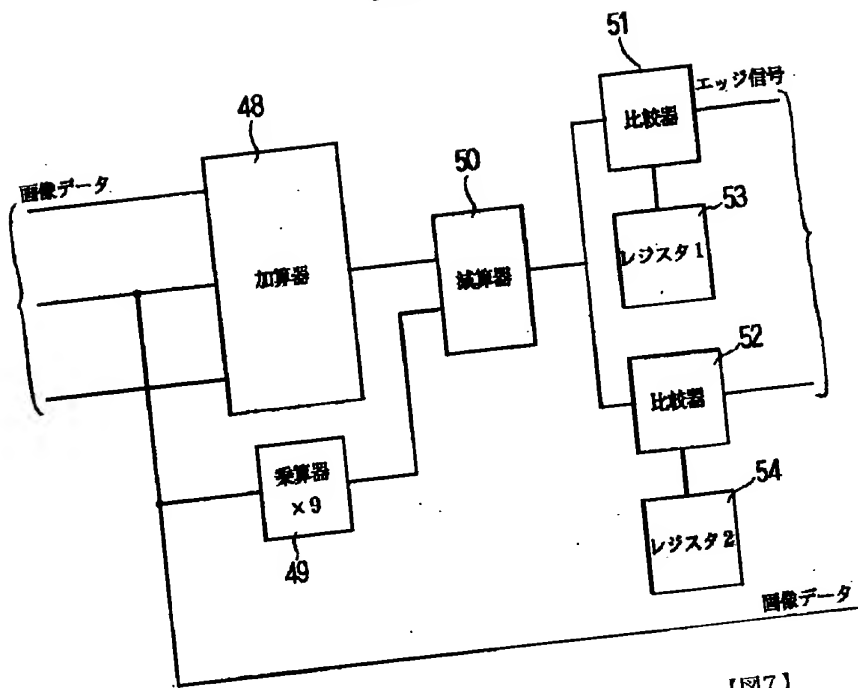 51
エッジ信号
比較器
48
画像データ
50
53
加算器
減算器
レジスタ1
52
比較器
乗算器
×9
49
54
レジスタ2
画像データ
【図7】